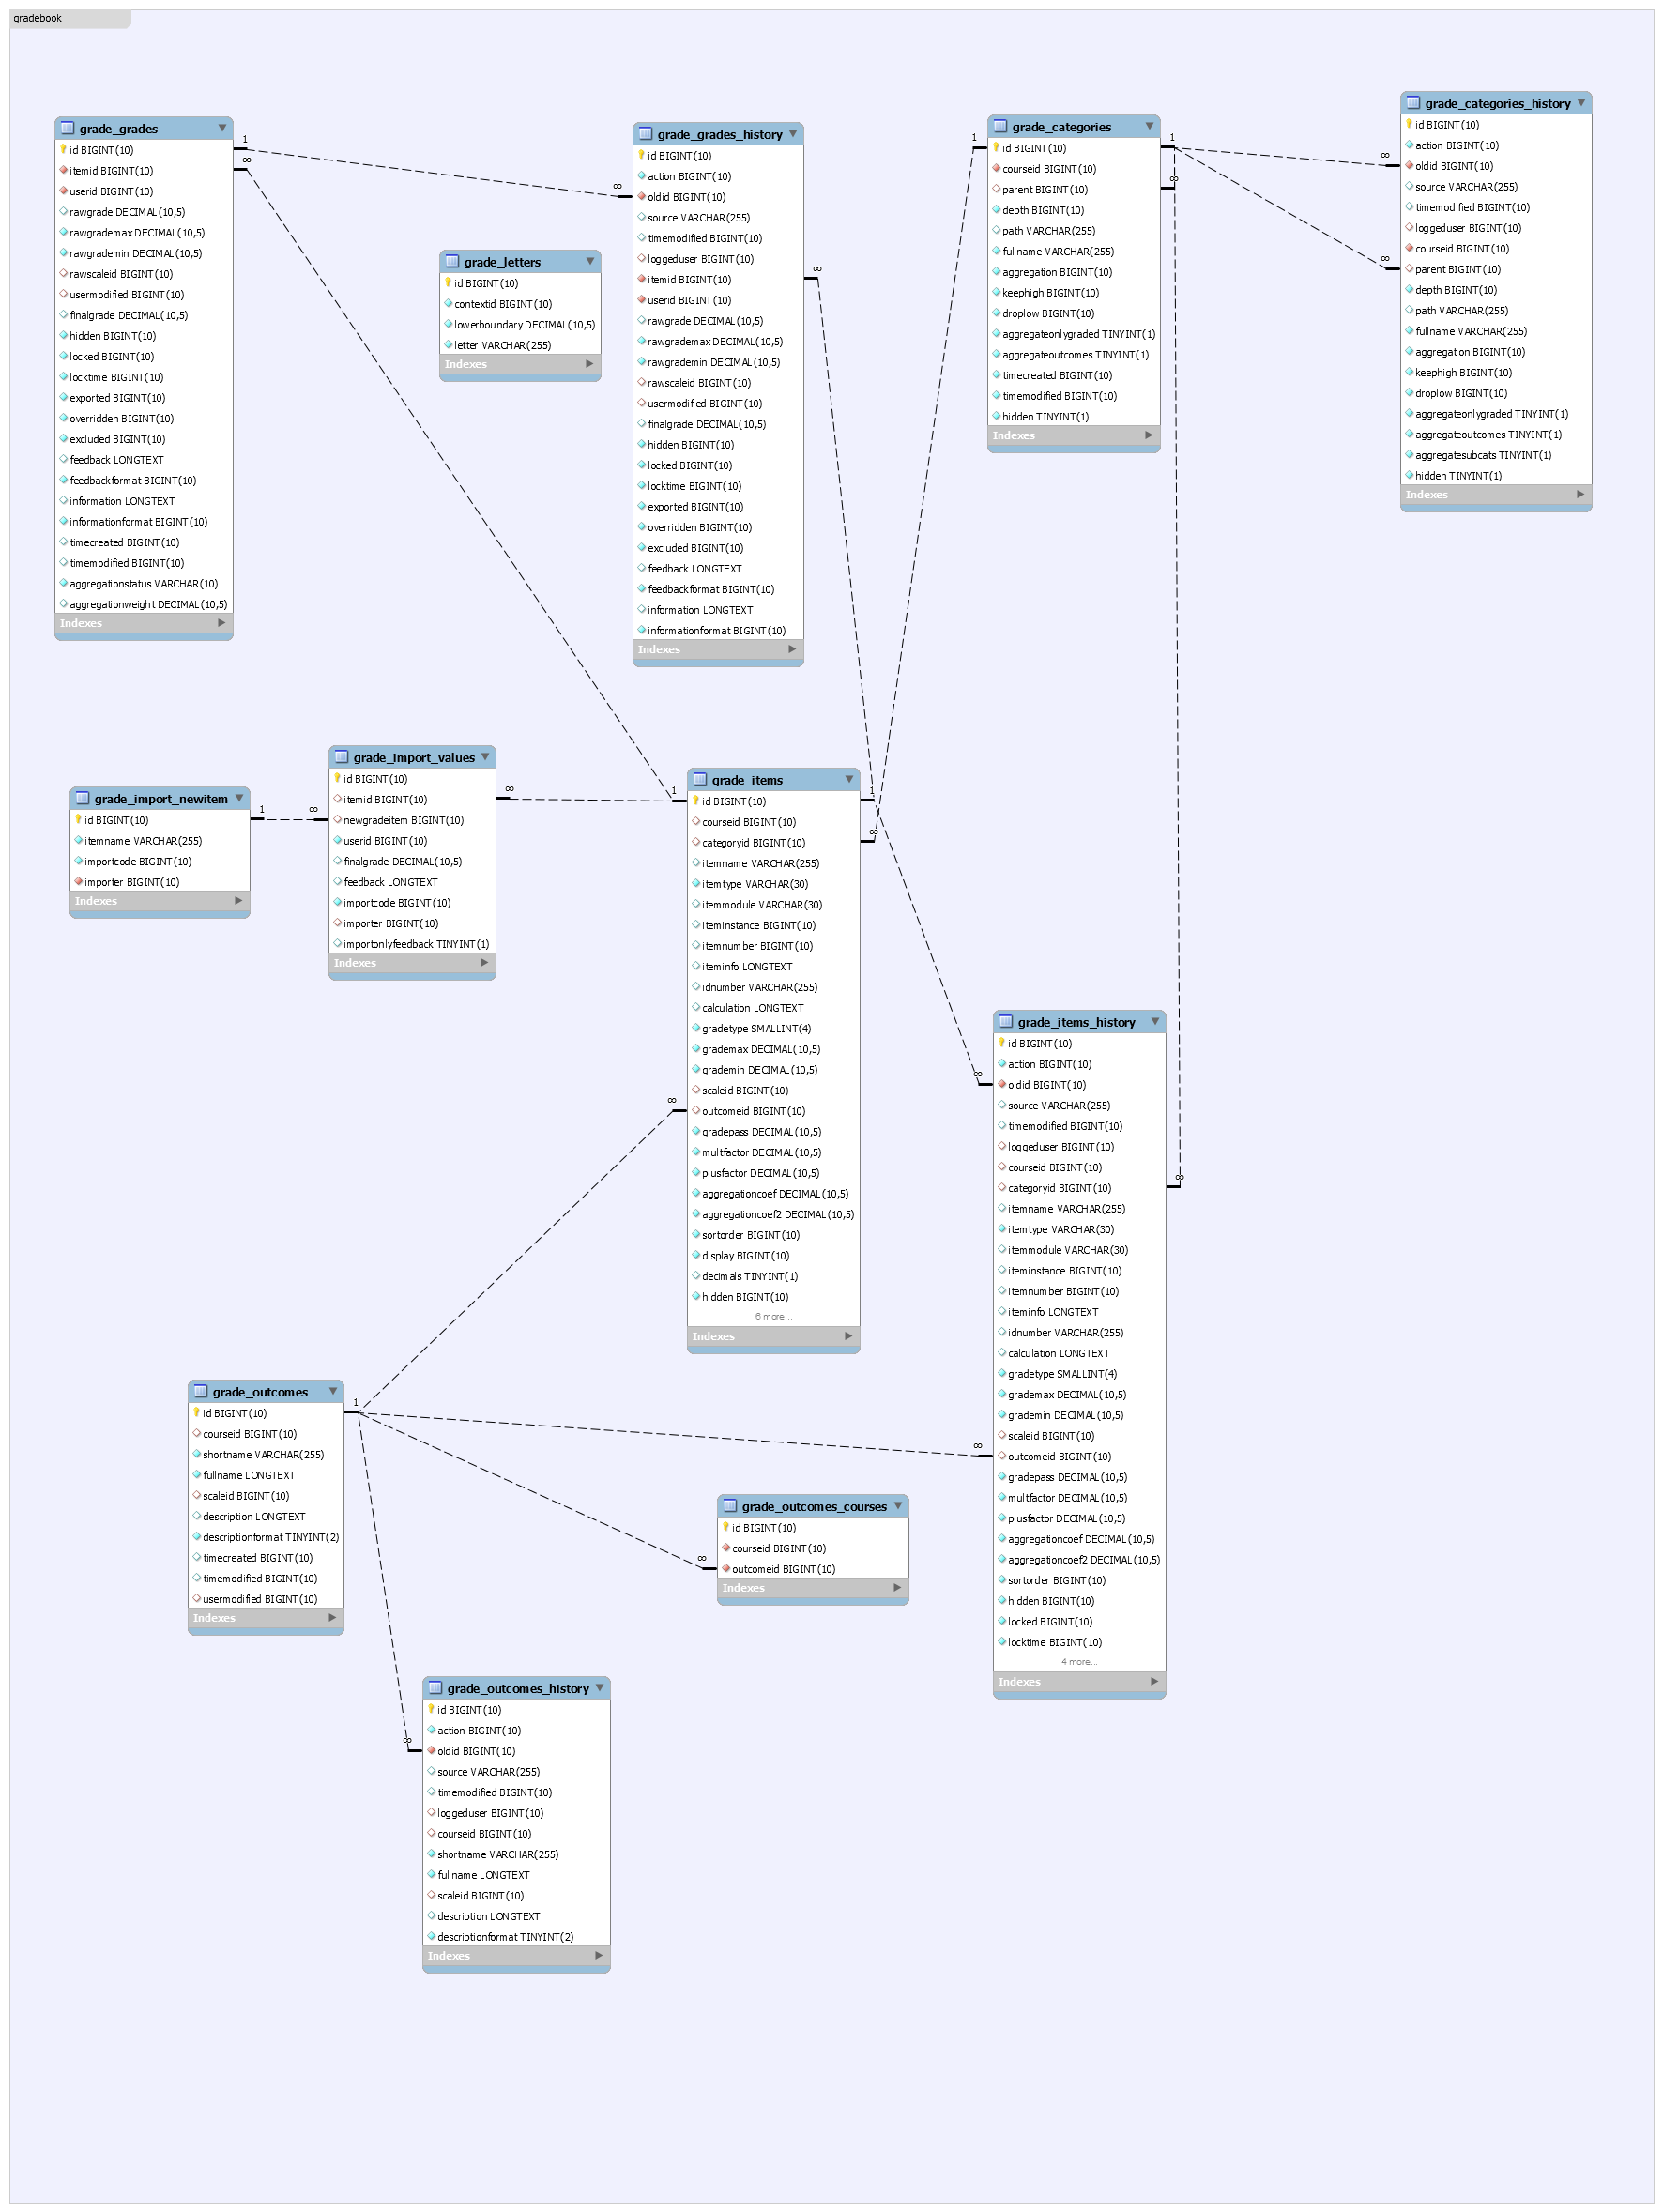 gradebook
grade_grades
id BIGINT(10)
itemid BIGINT(10)
userid BIGINT(10)
rawgrade DECIMAL(10,5)
rawgrademax DECIMAL(10,5)
rawgrademin DECIMAL(10,5)
rawscaleid BIGINT(10)
usermodified BIGINT(10)
finalgrade DECIMAL(10,5)
hidden BIGINT(10)
locked BIGINT(10)
locktime BIGINT(10)
exported BIGINT(10)
overridden BIGINT(10)
excluded BIGINT(10)
feedback LONGTEXT
feedbackformat BIGINT(10)
information LONGTEXT
informationformat BIGINT(10)
timecreated BIGINT(10)
timemodified BIGINT(10)
aggregationstatus VARCHAR(10)
aggregationweight DECIMAL(10,5)
Indexes
1
∞
∞
grade_letters
id BIGINT(10)
contextid BIGINT(10)
lowerboundary DECIMAL(10,5)
letter VARCHAR(255)
Indexes
grade_grades_history
id BIGINT(10)
action BIGINT(10)
oldid BIGINT(10)
source VARCHAR(255)
timemodified BIGINT(10)
loggeduser BIGINT(10)
itemid BIGINT(10)
userid BIGINT(10)
rawgrade DECIMAL(10,5)
rawgrademax DECIMAL(10,5)
rawgrademin DECIMAL(10,5)
rawscaleid BIGINT(10)
usermodified BIGINT(10)
finalgrade DECIMAL(10,5)
hidden BIGINT(10)
locked BIGINT(10)
locktime BIGINT(10)
exported BIGINT(10)
overridden BIGINT(10)
excluded BIGINT(10)
feedback LONGTEXT
feedbackformat BIGINT(10)
information LONGTEXT
informationformat BIGINT(10)
Indexes
∞
1
grade_categories
id BIGINT(10)
courseid BIGINT(10)
parent BIGINT(10)
depth BIGINT(10)
path VARCHAR(255)
fullname VARCHAR(255)
aggregation BIGINT(10)
keephigh BIGINT(10)
droplow BIGINT(10)
aggregateonlygraded TINYINT(1)
aggregateoutcomes TINYINT(1)
timecreated BIGINT(10)
timemodified BIGINT(10)
hidden TINYINT(1)
Indexes
1
∞
∞
∞
grade_categories_history
id BIGINT(10)
action BIGINT(10)
oldid BIGINT(10)
source VARCHAR(255)
timemodified BIGINT(10)
loggeduser BIGINT(10)
courseid BIGINT(10)
parent BIGINT(10)
depth BIGINT(10)
path VARCHAR(255)
fullname VARCHAR(255)
aggregation BIGINT(10)
keephigh BIGINT(10)
droplow BIGINT(10)
aggregateonlygraded TINYINT(1)
aggregateoutcomes TINYINT(1)
aggregatesubcats TINYINT(1)
hidden TINYINT(1)
Indexes
grade_import_newitem
id BIGINT(10)
itemname VARCHAR(255)
importcode BIGINT(10)
importer BIGINT(10)
Indexes
1
∞
grade_import_values
id BIGINT(10)
itemid BIGINT(10)
newgradeitem BIGINT(10)
userid BIGINT(10)
finalgrade DECIMAL(10,5)
feedback LONGTEXT
importcode BIGINT(10)
importer BIGINT(10)
importonlyfeedback TINYINT(1)
Indexes
∞
1
grade_items
id BIGINT(10)
courseid BIGINT(10)
categoryid BIGINT(10)
itemname VARCHAR(255)
itemtype VARCHAR(30)
itemmodule VARCHAR(30)
iteminstance BIGINT(10)
itemnumber BIGINT(10)
iteminfo LONGTEXT
idnumber VARCHAR(255)
calculation LONGTEXT
gradetype SMALLINT(4)
grademax DECIMAL(10,5)
grademin DECIMAL(10,5)
scaleid BIGINT(10)
outcomeid BIGINT(10)
gradepass DECIMAL(10,5)
multfactor DECIMAL(10,5)
plusfactor DECIMAL(10,5)
aggregationcoef DECIMAL(10,5)
aggregationcoef2 DECIMAL(10,5)
sortorder BIGINT(10)
display BIGINT(10)
decimals TINYINT(1)
hidden BIGINT(10)
6 more...
Indexes
1
∞
∞
∞
grade_items_history
id BIGINT(10)
action BIGINT(10)
oldid BIGINT(10)
source VARCHAR(255)
timemodified BIGINT(10)
loggeduser BIGINT(10)
courseid BIGINT(10)
categoryid BIGINT(10)
itemname VARCHAR(255)
itemtype VARCHAR(30)
itemmodule VARCHAR(30)
iteminstance BIGINT(10)
itemnumber BIGINT(10)
iteminfo LONGTEXT
idnumber VARCHAR(255)
calculation LONGTEXT
gradetype SMALLINT(4)
grademax DECIMAL(10,5)
grademin DECIMAL(10,5)
scaleid BIGINT(10)
outcomeid BIGINT(10)
gradepass DECIMAL(10,5)
multfactor DECIMAL(10,5)
plusfactor DECIMAL(10,5)
aggregationcoef DECIMAL(10,5)
aggregationcoef2 DECIMAL(10,5)
sortorder BIGINT(10)
hidden BIGINT(10)
locked BIGINT(10)
locktime BIGINT(10)
4 more...
Indexes
∞
∞
grade_outcomes
id BIGINT(10)
courseid BIGINT(10)
shortname VARCHAR(255)
fullname LONGTEXT
scaleid BIGINT(10)
description LONGTEXT
descriptionformat TINYINT(2)
timecreated BIGINT(10)
timemodified BIGINT(10)
usermodified BIGINT(10)
Indexes
1
∞
grade_outcomes_courses
id BIGINT(10)
courseid BIGINT(10)
outcomeid BIGINT(10)
Indexes
∞
grade_outcomes_history
id BIGINT(10)
action BIGINT(10)
oldid BIGINT(10)
source VARCHAR(255)
timemodified BIGINT(10)
loggeduser BIGINT(10)
courseid BIGINT(10)
shortname VARCHAR(255)
fullname LONGTEXT
scaleid BIGINT(10)
description LONGTEXT
descriptionformat TINYINT(2)
Indexes